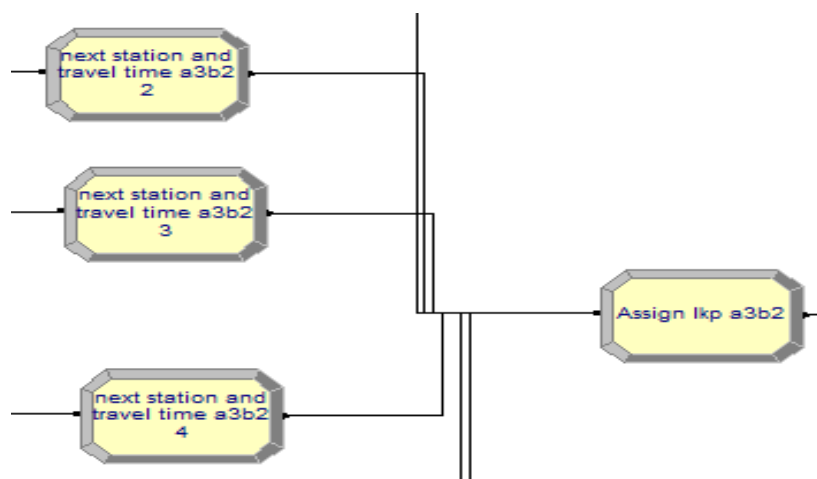 next station and
travel time a3b2
2
next station and
travel time a3b2
3
Assign lkp a3b2
next station and
travel time a3b2
4